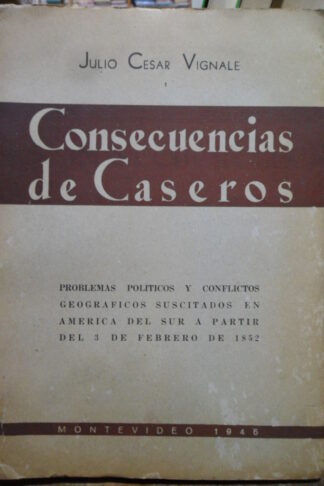 JULIO CESAR VIGNALE
Consecuencias
de Caseros
PROBLEMAS POLITICOS Y CONFLICTOS
GEOGRAFICOS SUSCITADOS EN
AMERICA DEL SUR A PARTIR
DEL 3 DE FEBRERO DE 1852
MONTEVIDEO 1946